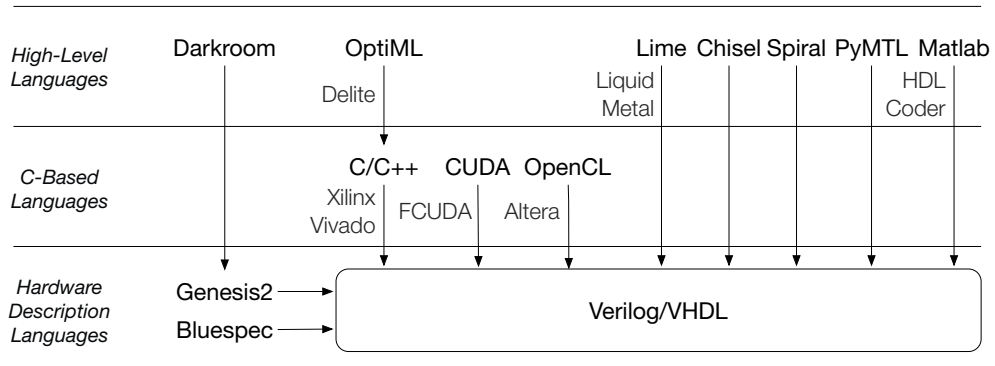 High-Level
Languages
Darkroom
OptiML
Lime
Chisel
Spiral
PyMTL
Matlab
Delite
Liquid
Metal
HDL
Coder
C-Based
Languages
C/C++
CUDA
OpenCL
Xilinx
Vivado
FCUDA
Altera
Hardware
Description
Languages
Genesis2
Bluespec
Verilog/VHDL